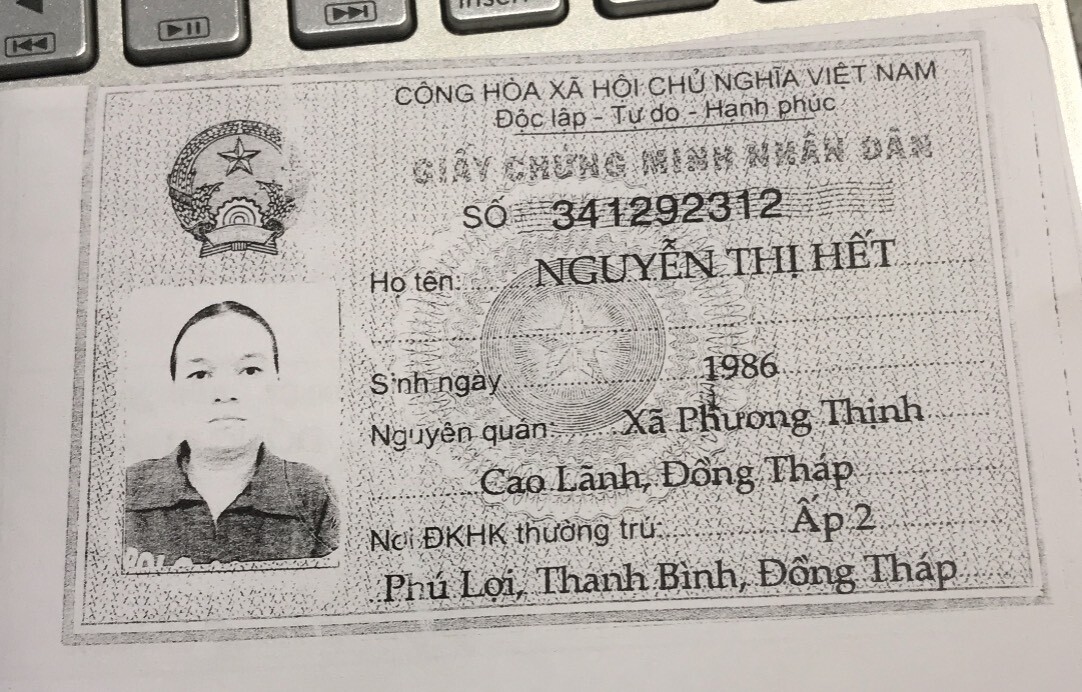 Insert
CỘNG HÒA XÃ HỘI CHỦ NGHĨA VIỆT NAM
Độc lập - Tự do - Hạnh phúc
GIẤY CHỨNG MINH NHÂN DÂN
SỐ 341292312
Họ tên: NGUYỄN THỊ HẾT
Sinh ngày 1986
Nguyên quán: Xã Phương Thịnh
Cao Lãnh, Đồng Tháp
Nơi ĐKHK thường trú: Ấp 2
Phú Lợi, Thanh Bình, Đồng Tháp